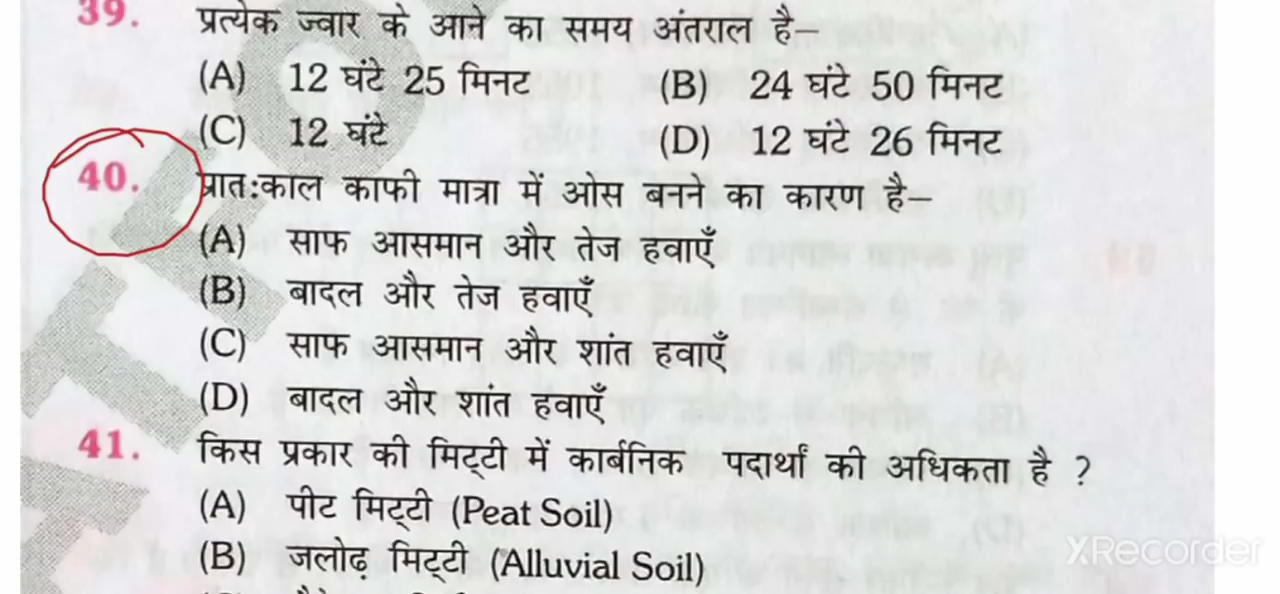 39. प्रत्येक ज्वार के आने का समय अंतराल है–
(A) 12 घंटे 25 मिनट (B) 24 घंटे 50 मिनट
(C) 12 घंटे (D) 12 घंटे 26 मिनट
40. प्रात:काल काफी मात्रा में ओस बनने का कारण है–
(A) साफ आसमान और तेज हवाएँ
(B) बादल और तेज हवाएँ
(C) साफ आसमान और शांत हवाएँ
(D) बादल और शांत हवाएँ
41. किस प्रकार की मिट्टी में कार्बनिक पदार्थों की अधिकता है ?
(A) पीट मिट्टी (Peat Soil)
(B) जलोढ़ मिट्टी (Alluvial Soil)
XRecorder